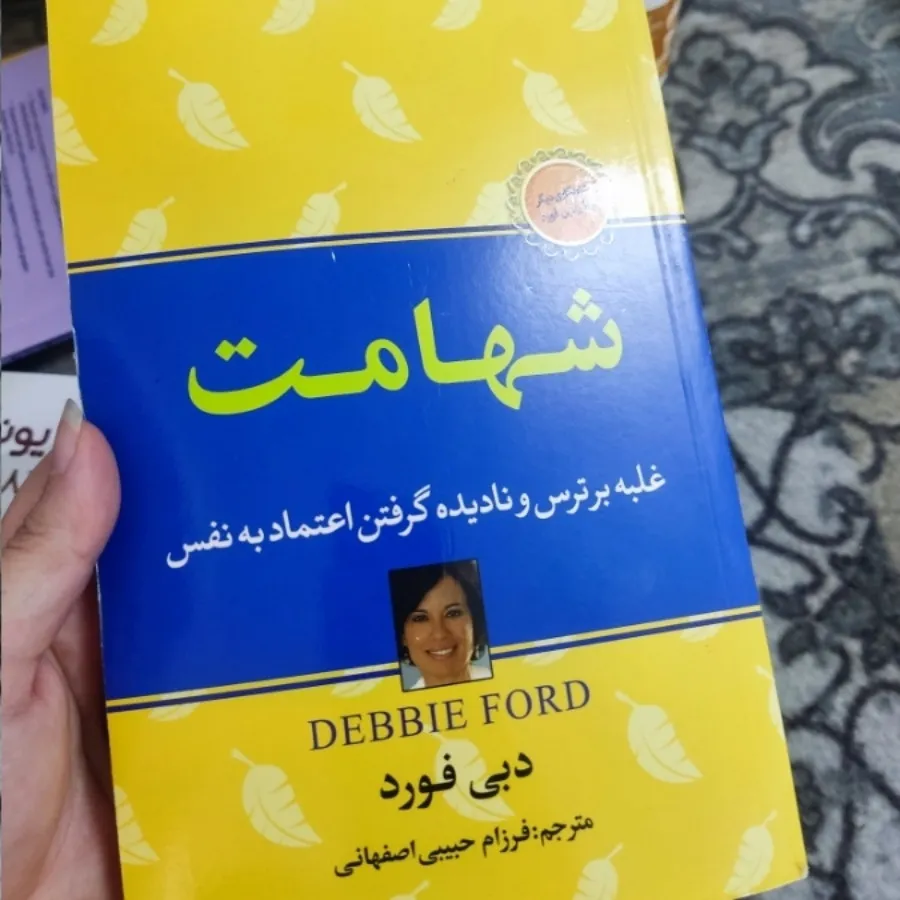 شهامت
غلبه بر ترس و نادیده گرفتن اعتماد به نفس
DEBBIE FORD
دبی فورد
مترجم: فرزام حبیبی اصفهانی